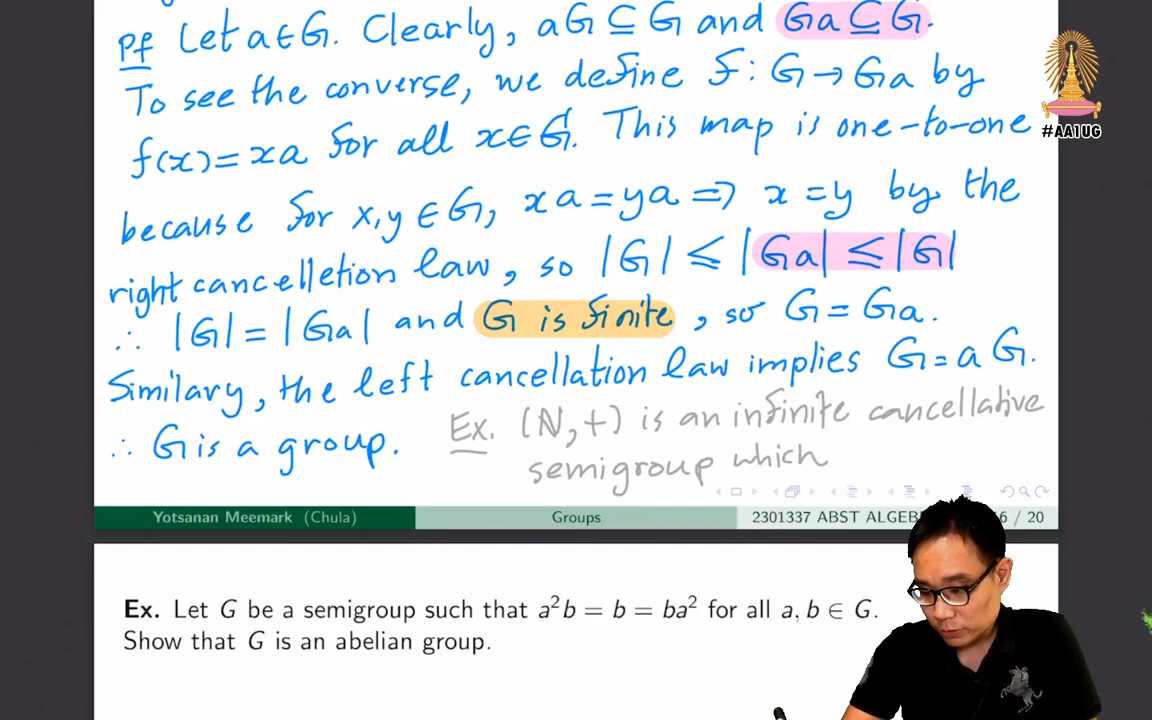 Pf Let a ∈ G. Clearly, aG ⊆ G and Ga ⊆ G.
To see the converse, we define f : G → Ga by
f(x) = xa for all x ∈ G. This map is one-to-one
#AA1UG
because for x, y ∈ G, xa = ya ⇒ x = y by the
right cancelletion law, so |G| ≤ |Ga| ≤ |G|
∴ |G| = |Ga| and G is finite, so G = Ga.
Similary, the left cancellation law implies G = aG.
∴ G is a group.
Ex. (N,+) is an infinite cancellative
semigroup which
Yotsanan Meemark (Chula) Groups 2301337 ABST ALGEB 6 / 20
Ex. Let G be a semigroup such that a²b = b = ba² for all a, b ∈ G.
Show that G is an abelian group.